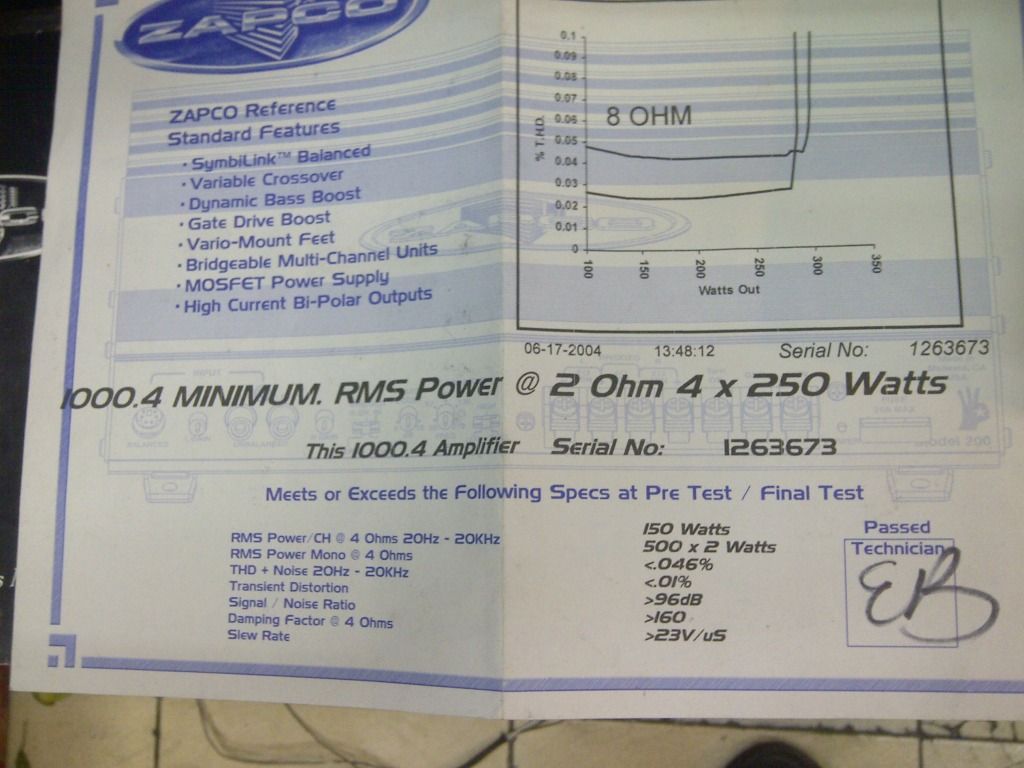 ZAPCO
ZAPCO Reference
Standard Features
• SymbiLink™ Balanced
• Variable Crossover
• Dynamic Bass Boost
• Gate Drive Boost
• Vario-Mount Feet
• Bridgeable Multi-Channel Units
• MOSFET Power Supply
• High Current Bi-Polar Outputs
0.1
0.09
0.08
0.07
0.06
0.05
0.04
0.03
0.02
0.01
0
% T.H.D.
8 OHM
100
150
200
250
300
350
Watts Out
06-17-2004 13:48:12 Serial No: 1263673
1000.4 MINIMUM. RMS Power @ 2 Ohm 4 x 250 Watts
This 1000.4 Amplifier Serial No: 1263673
Meets or Exceeds the Following Specs at Pre Test / Final Test
RMS Power/CH @ 4 Ohms 20Hz - 20KHz 150 Watts
RMS Power Mono @ 4 Ohms 500 x 2 Watts
THD + Noise 20Hz - 20KHz <.046%
Transient Distortion <.01%
Signal / Noise Ratio >96dB
Damping Factor @ 4 Ohms >160
Slew Rate >23V/uS
Passed
Technician
EB
INPUT
BALANCED
GAIN
UNBALANCED
model 200